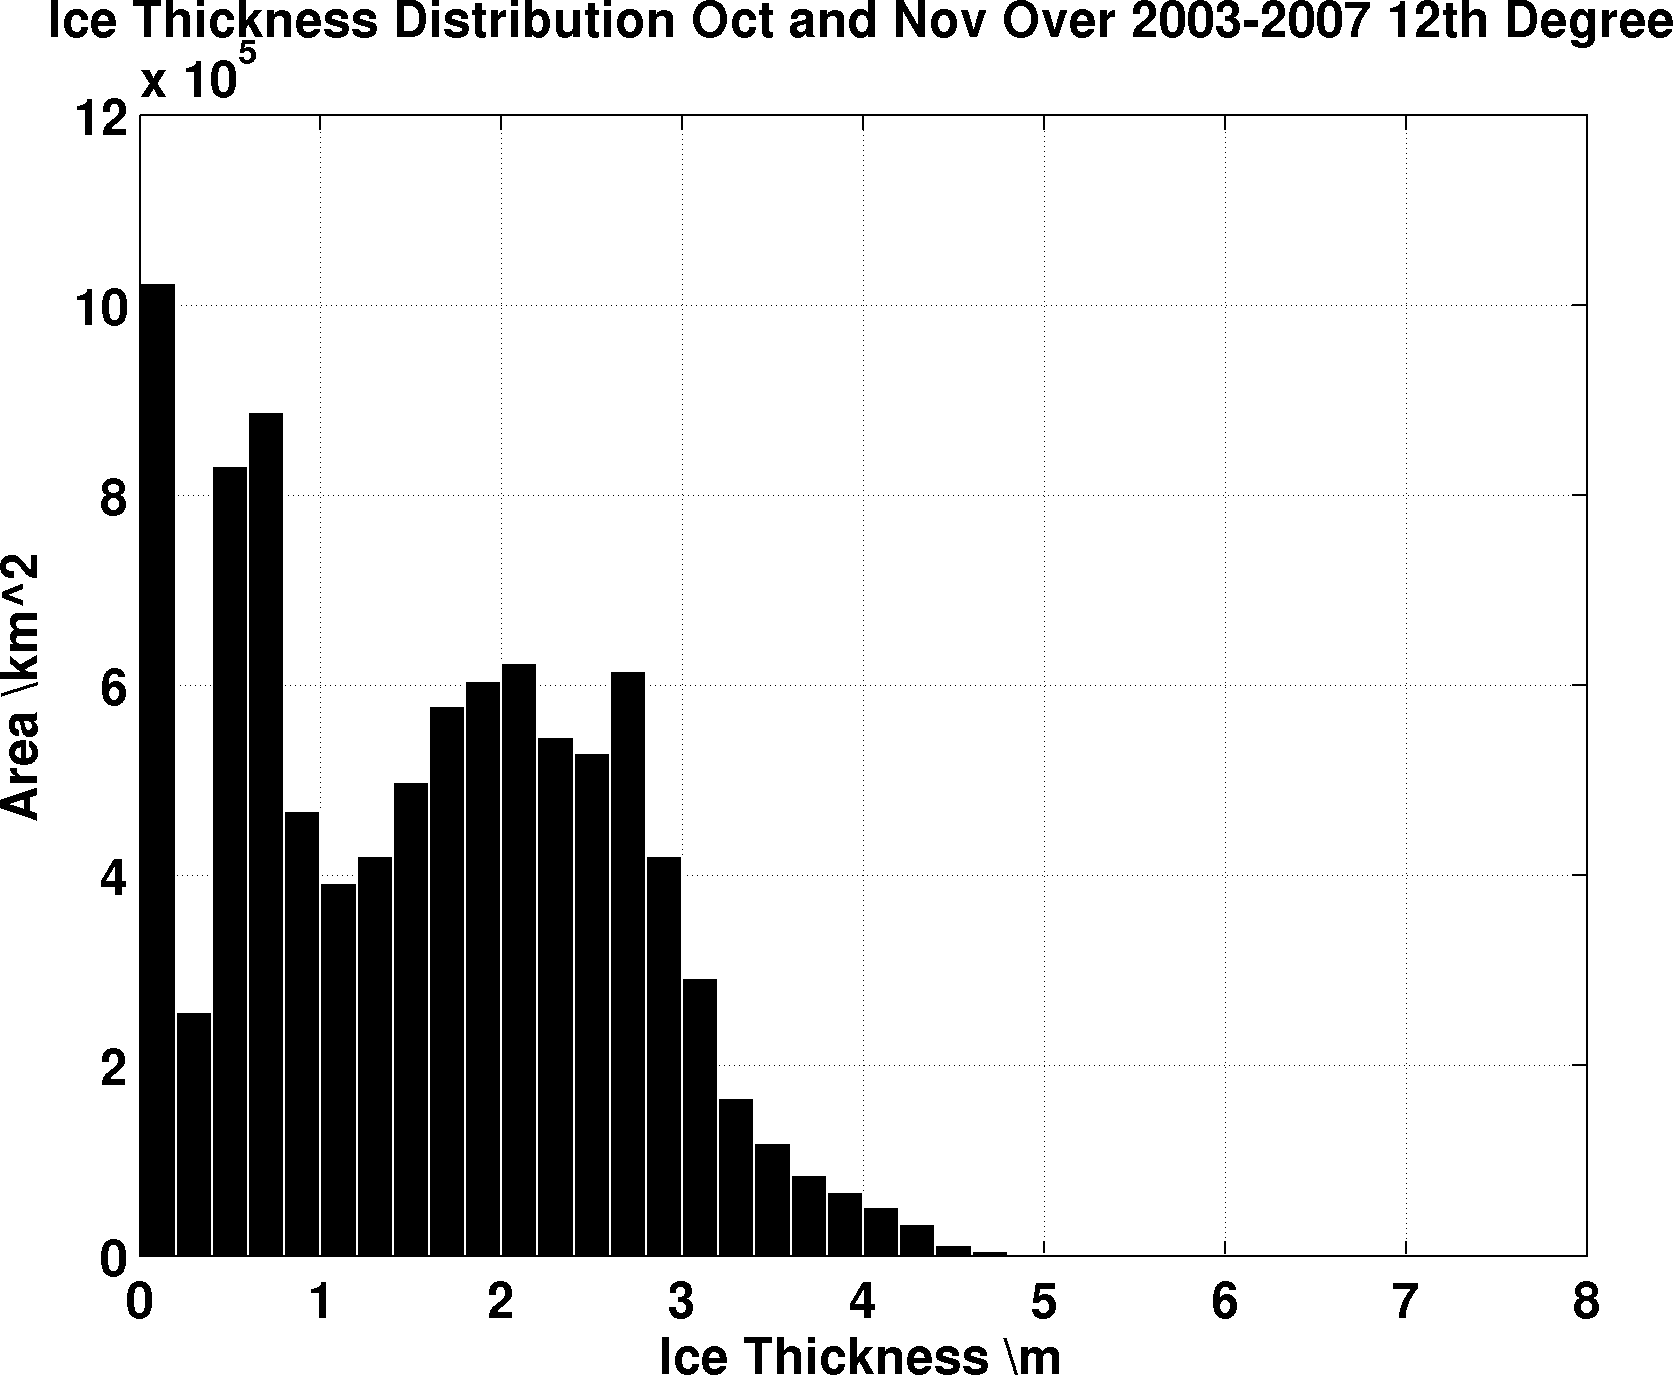 Ice Thickness Distribution Oct and Nov Over 2003-2007 12th Degree
x 10^5
12
10
8
6
4
2
0
Area \km^2
0 1 2 3 4 5 6 7 8
Ice Thickness \m